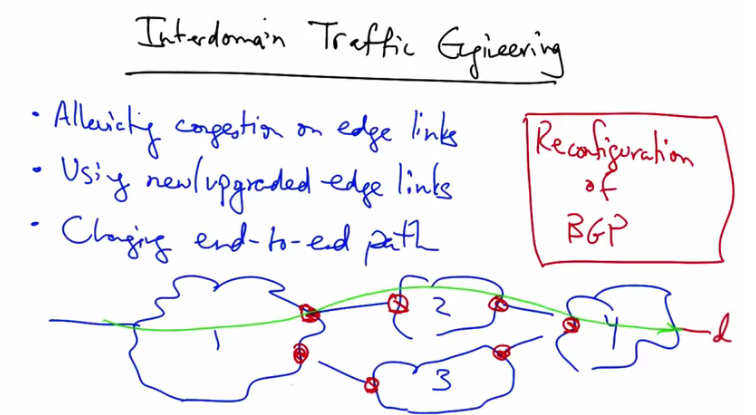 Interdomain Traffic Engineering
• Alleviating congestion on edge links
• Using new/upgraded edge links
• Changing end-to-end path
Reconfiguration
of
BGP
1
2
3
4
d